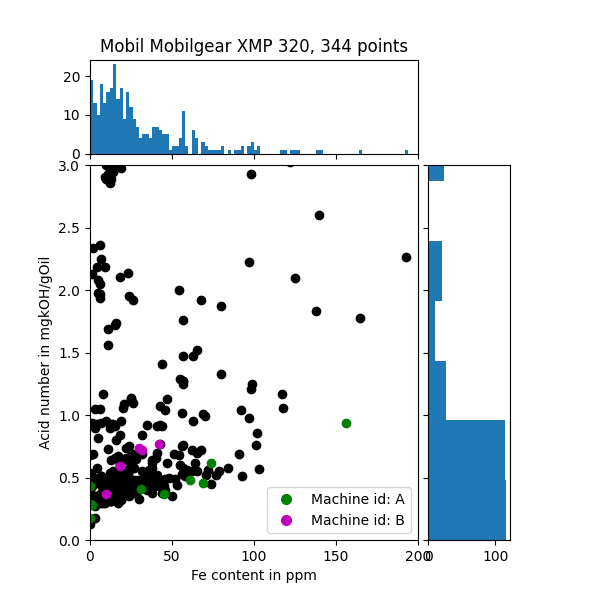 Mobil Mobilgear XMP 320, 344 points
20
10
0
3.0
2.5
2.0
1.5
1.0
0.5
0.0
Acid number in mgkOH/gOil
Machine id: A
Machine id: B
0 50 100 150 200
0 100
Fe content in ppm